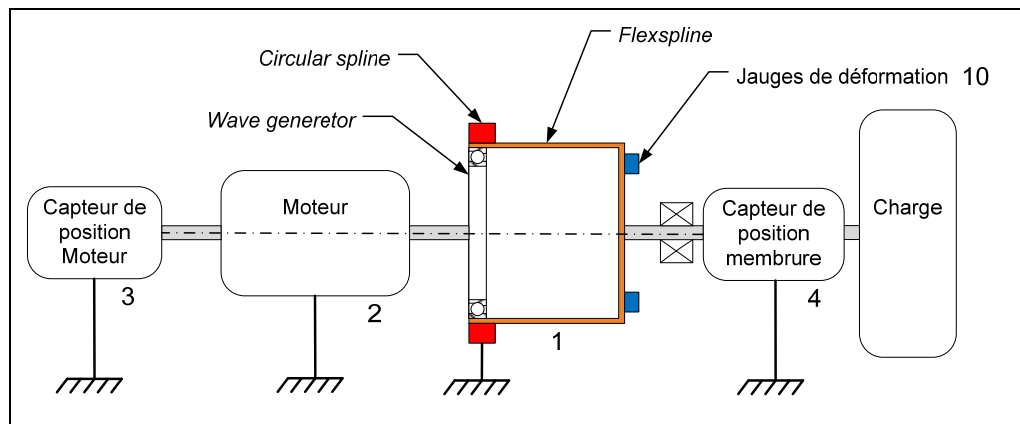 Flexspline
Circular spline
Jauges de déformation 10
Wave generetor
Capteur de
position
Moteur
3
Moteur
2
1
Capteur de
position
membrure
4
Charge